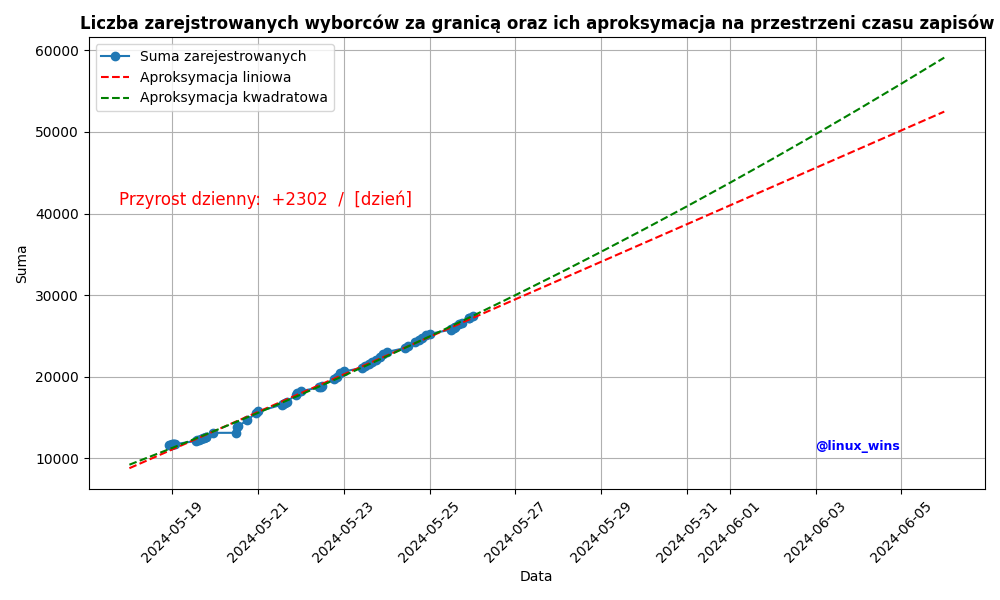 Liczba zarejstrowanych wyborców za granicą oraz ich aproksymacja na przestrzeni czasu zapisów
Suma zarejestrowanych
Aproksymacja liniowa
Aproksymacja kwadratowa
60000
50000
40000
30000
20000
10000
Suma
Przyrost dzienny:  +2302  /  [dzień]
@linux_wins
2024-05-19
2024-05-21
2024-05-23
2024-05-25
2024-05-27
2024-05-29
2024-05-31
2024-06-01
2024-06-03
2024-06-05
Data